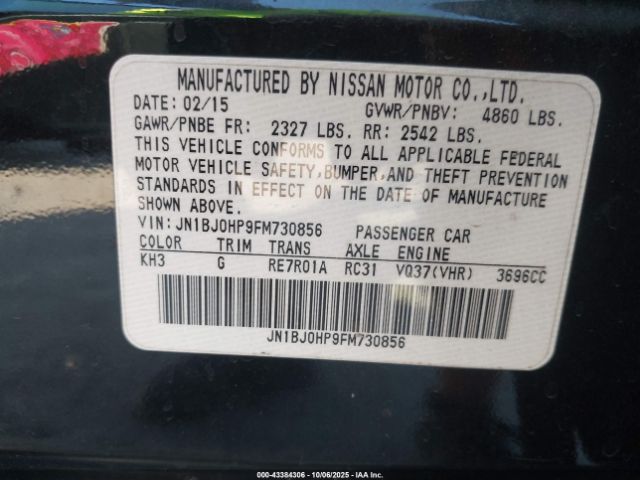 MANUFACTURED BY NISSAN MOTOR CO.,LTD.
DATE: 02/15 GVWR/PNBV: 4860 LBS.
GAWR/PNBE FR: 2327 LBS. RR: 2542 LBS.
THIS VEHICLE CONFORMS TO ALL APPLICABLE FEDERAL
MOTOR VEHICLE SAFETY,BUMPER,AND THEFT PREVENTION
STANDARDS IN EFFECT ON THE DATE OF MANUFACTURE
SHOWN ABOVE.
VIN: JN1BJ0HP9FM730856 PASSENGER CAR
COLOR TRIM TRANS AXLE ENGINE
KH3 G RE7R01A RC31 VQ37(VHR) 3696CC
JN1BJ0HP9FM730856
000-43384306 - 10/06/2025 - IAA Inc.